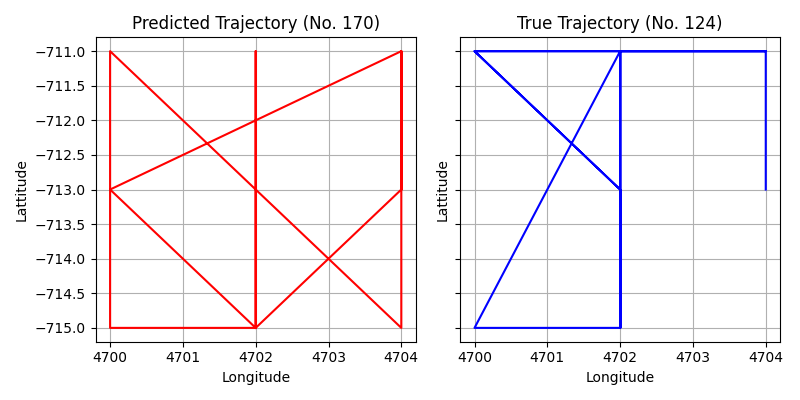 Predicted Trajectory (No. 170)
True Trajectory (No. 124)
Lattitude
−711.0
−711.5
−712.0
−712.5
−713.0
−713.5
−714.0
−714.5
−715.0
4700 4701 4702 4703 4704
Longitude
Lattitude
4700 4701 4702 4703 4704
Longitude